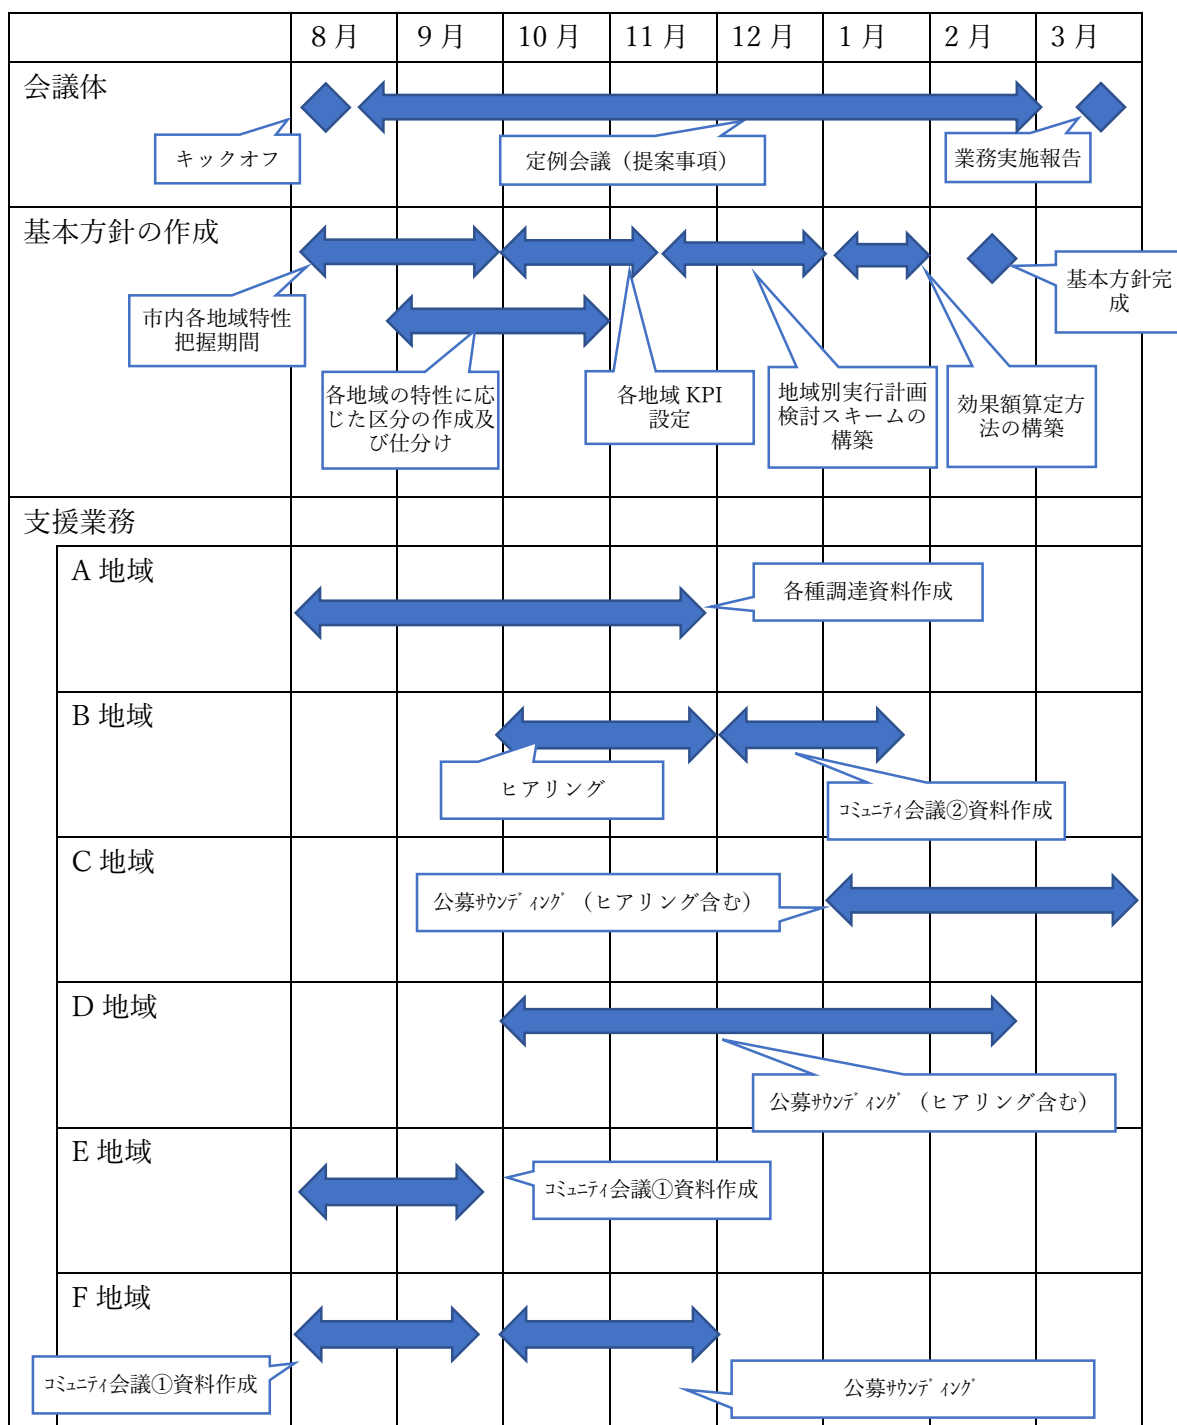 8月 9月 10月 11月 12月 1月 2月 3月
会議体
キックオフ
定例会議（提案事項）
業務実施報告
基本方針の作成
市内各地域特性
把握期間
各地域の特性に応
じた区分の作成及
び仕分け
各地域 KPI
設定
地域別実行計画
検討スキームの
構築
効果額算定方
法の構築
基本方針完
成
支援業務
A 地域
各種調達資料作成
B 地域
ヒアリング
ｺﾐｭﾆﾃｨ会議②資料作成
C 地域
公募ｻｳﾝﾃﾞｨﾝｸﾞ（ヒアリング含む）
D 地域
公募ｻｳﾝﾃﾞｨﾝｸﾞ（ヒアリング含む）
E 地域
ｺﾐｭﾆﾃｨ会議①資料作成
F 地域
ｺﾐｭﾆﾃｨ会議①資料作成
公募ｻｳﾝﾃﾞｨﾝｸﾞ